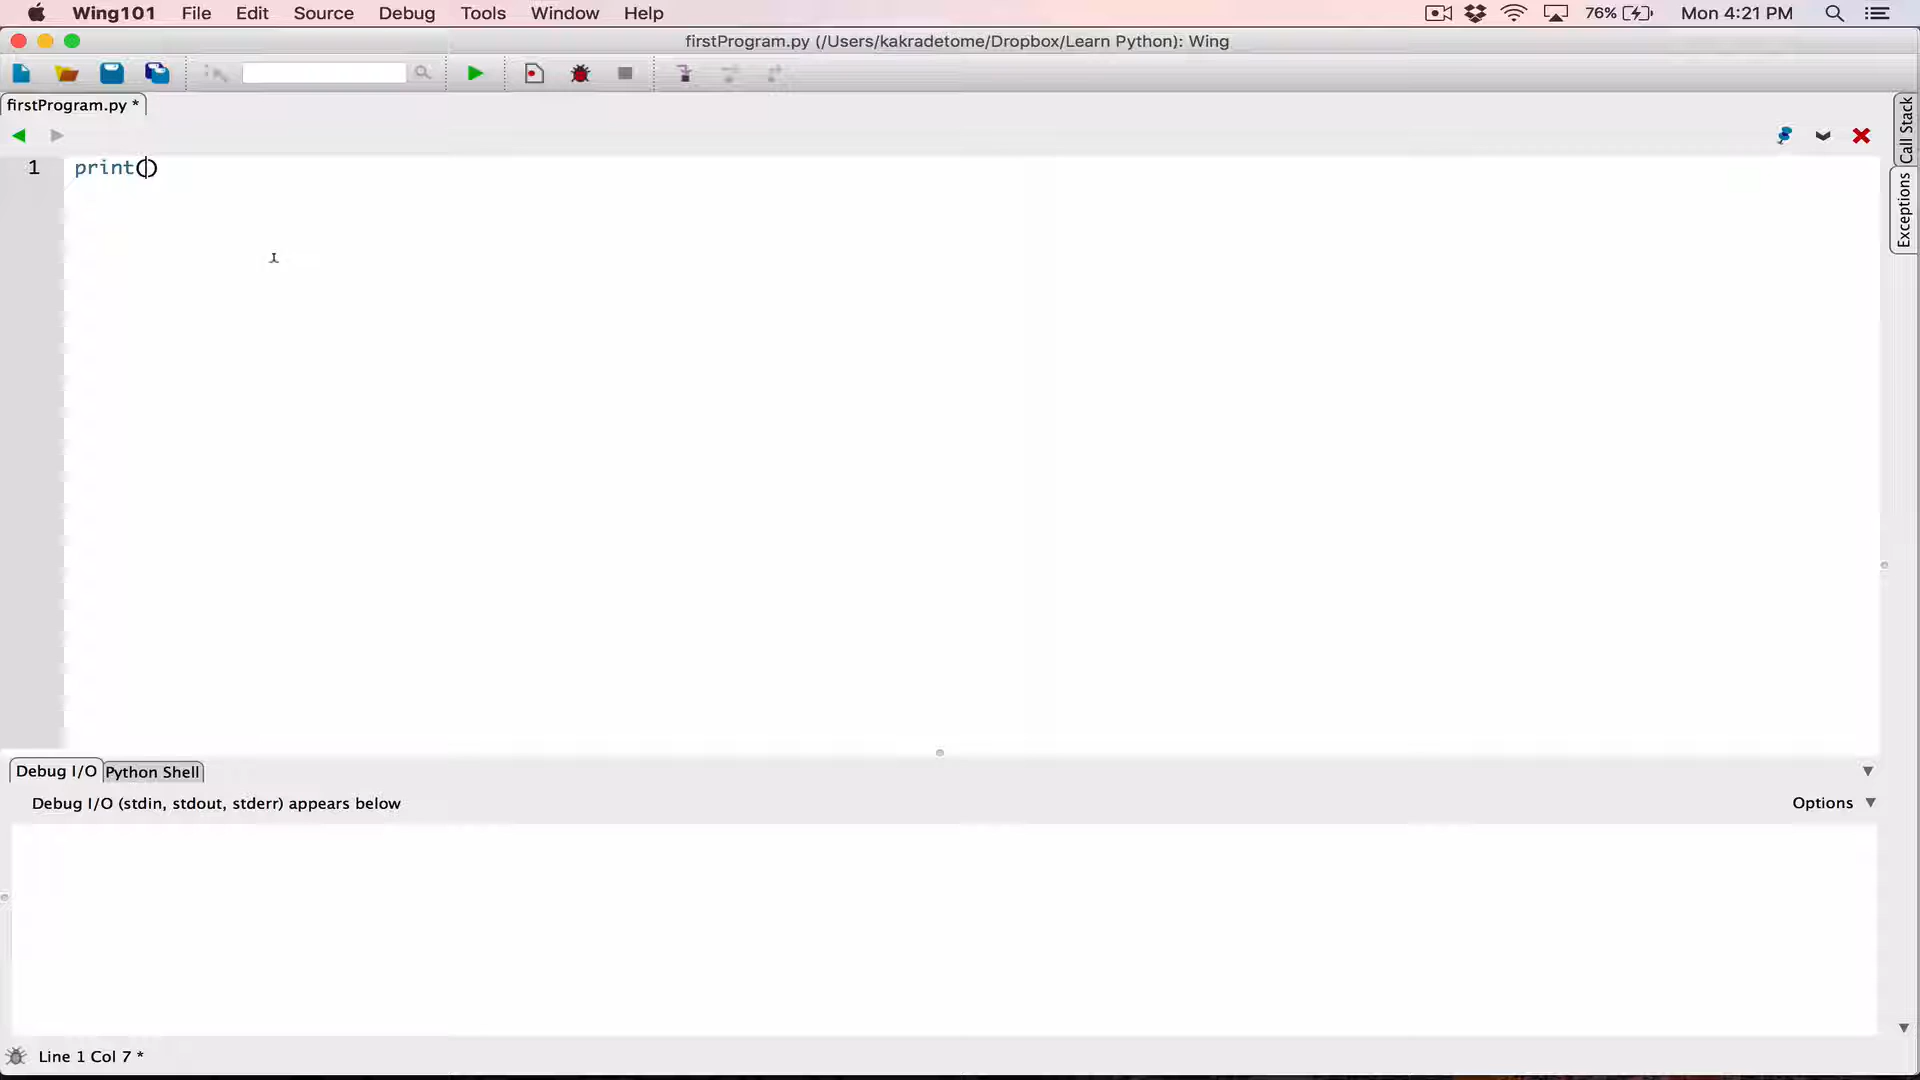 Wing101 File Edit Source Debug Tools Window Help 76% Mon 4:21 PM
firstProgram.py (/Users/kakradetome/Dropbox/Learn Python): Wing
firstProgram.py *
Call Stack
Exceptions
1 print()
Debug I/O Python Shell
Debug I/O (stdin, stdout, stderr) appears below Options
Line 1 Col 7 *